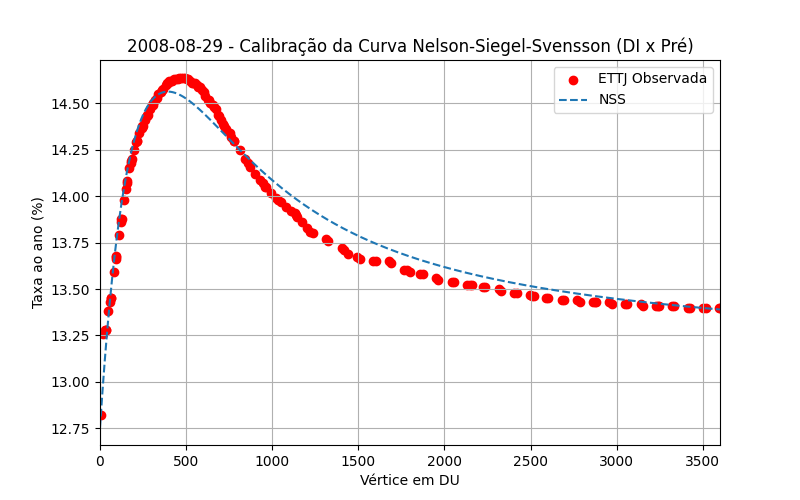 2008-08-29 - Calibração da Curva Nelson-Siegel-Svensson (DI x Pré)
ETTJ Observada
NSS
Taxa ao ano (%)
14.50
14.25
14.00
13.75
13.50
13.25
13.00
12.75
0 500 1000 1500 2000 2500 3000 3500
Vértice em DU